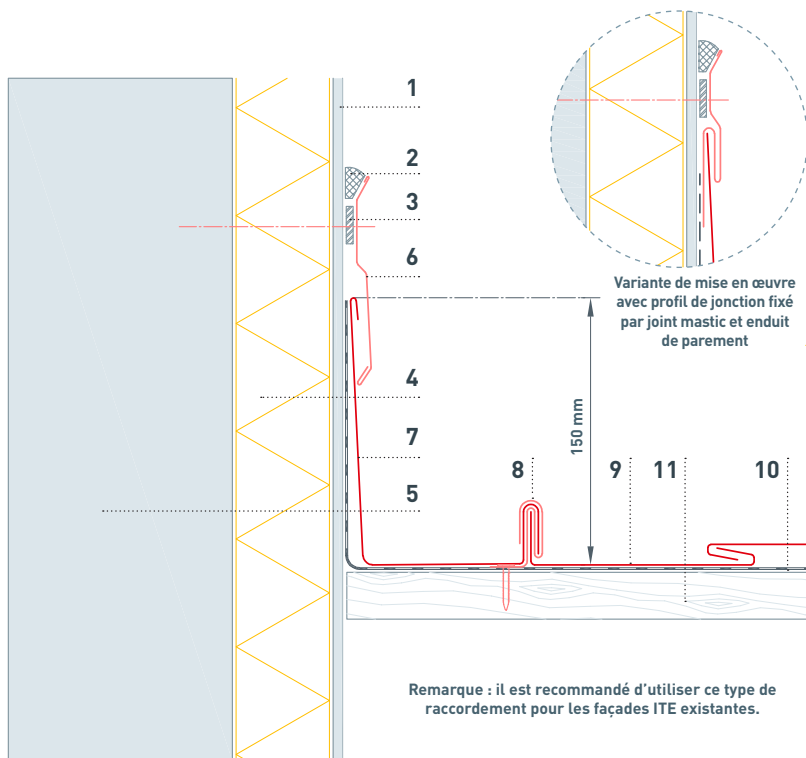 1
2
3
6
Variante de mise en œuvre
avec profil de jonction fixé
par joint mastic et enduit
de parement
4
7
5
150 mm
8
9
11
10
Remarque : il est recommandé d’utiliser ce type de
raccordement pour les façades ITE existantes.